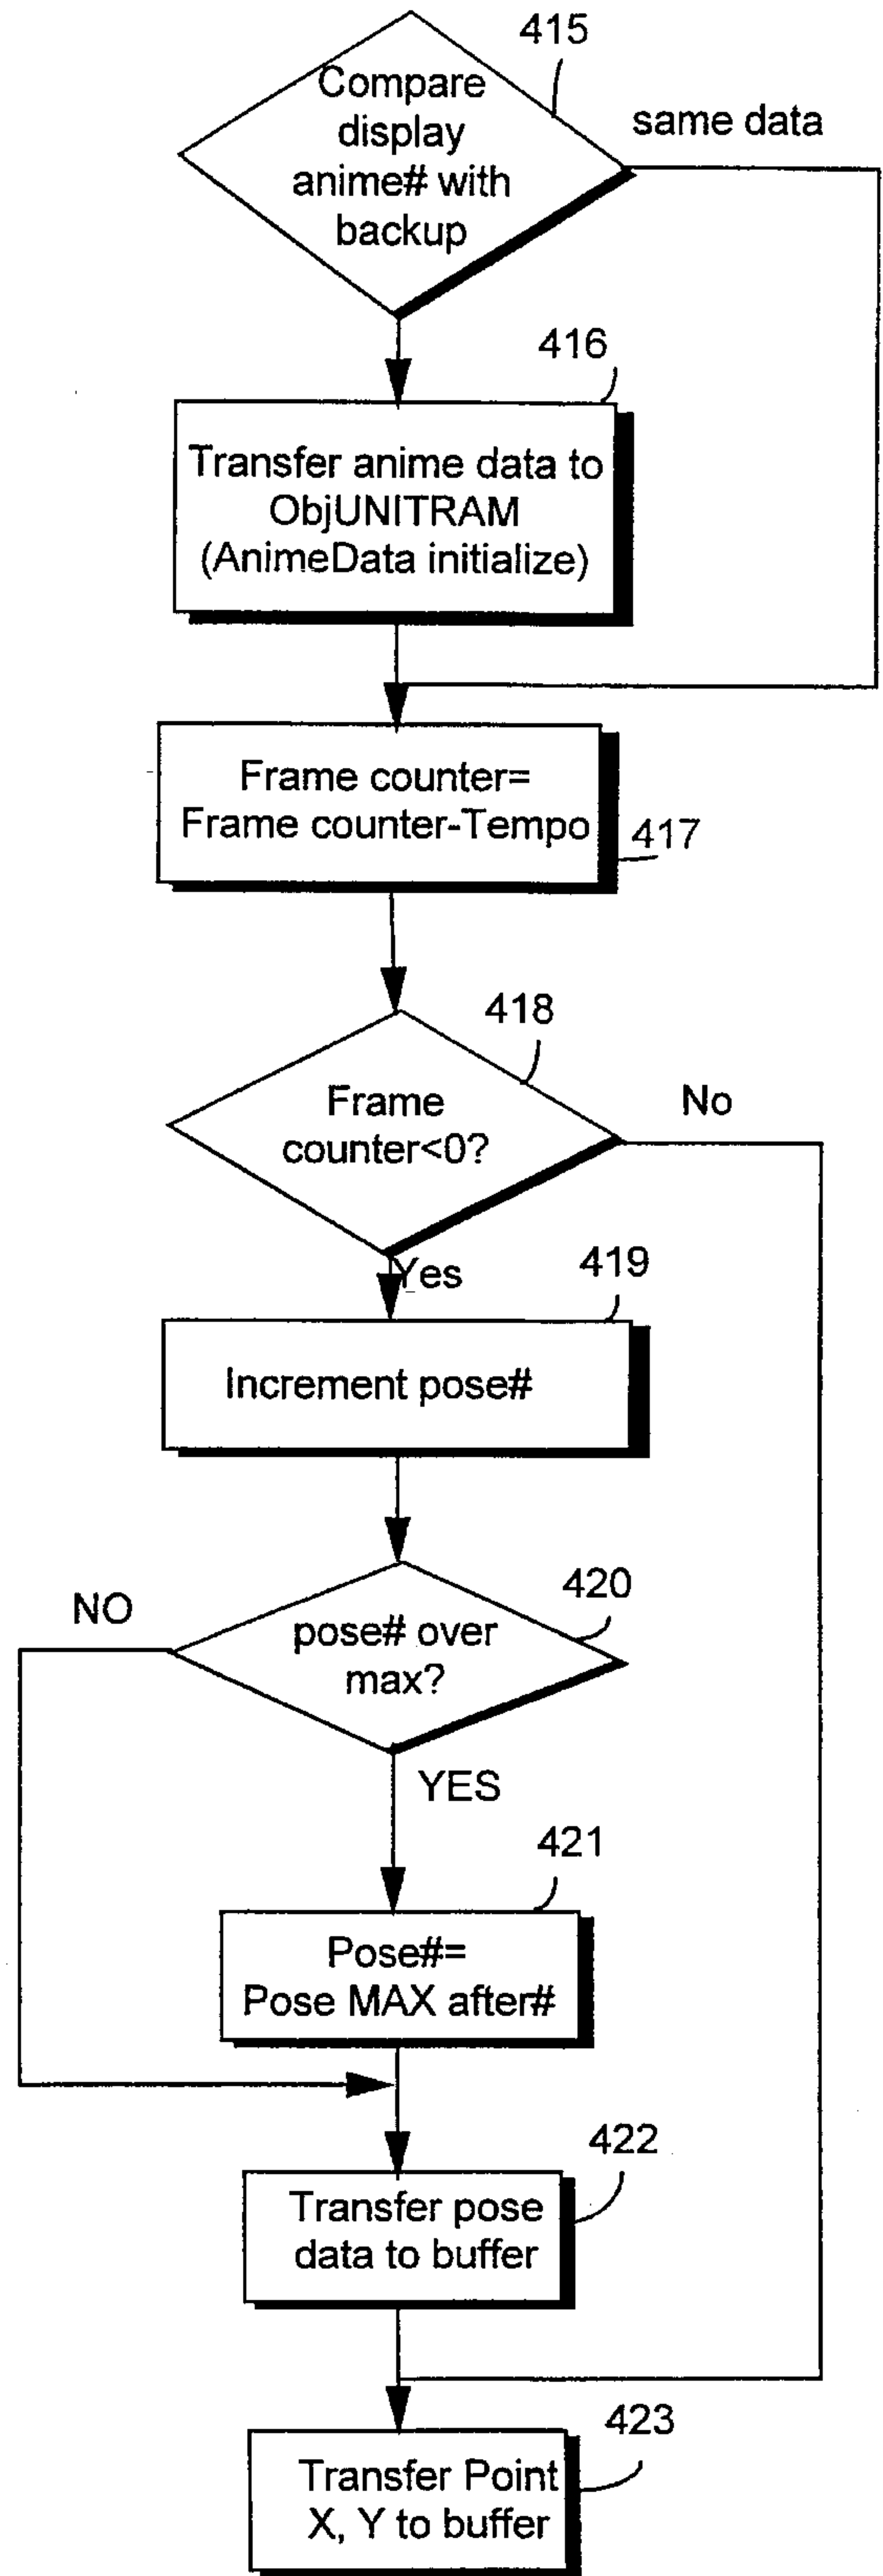 415
Compare
display
anime# with
backup
same data
416
Transfer anime data to
ObjUNITRAM
(AnimeData initialize)
Frame counter=
Frame counter-Tempo
417
418
Frame
counter<0?
No
Yes
419
Increment pose#
420
NO
pose# over
max?
YES
421
Pose#=
Pose MAX after#
422
Transfer pose
data to buffer
423
Transfer Point
X, Y to buffer